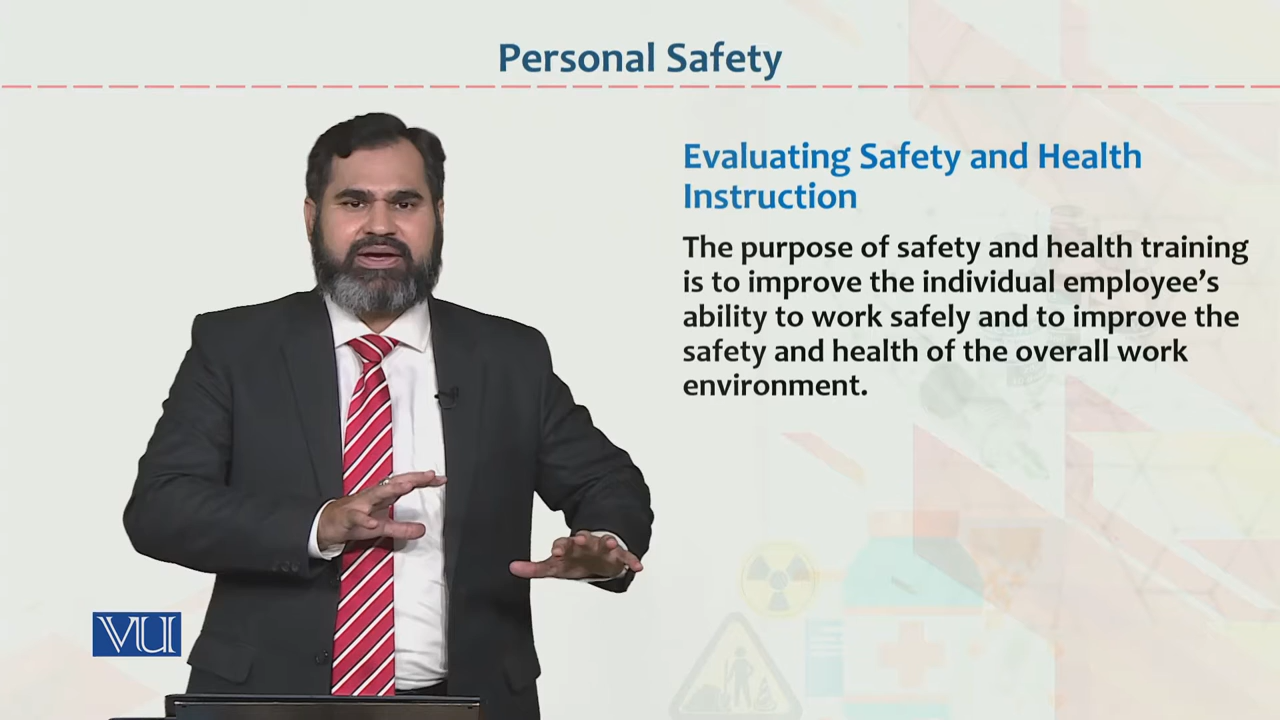 Personal Safety
Evaluating Safety and Health
Instruction
The purpose of safety and health training
is to improve the individual employee’s
ability to work safely and to improve the
safety and health of the overall work
environment.
VU